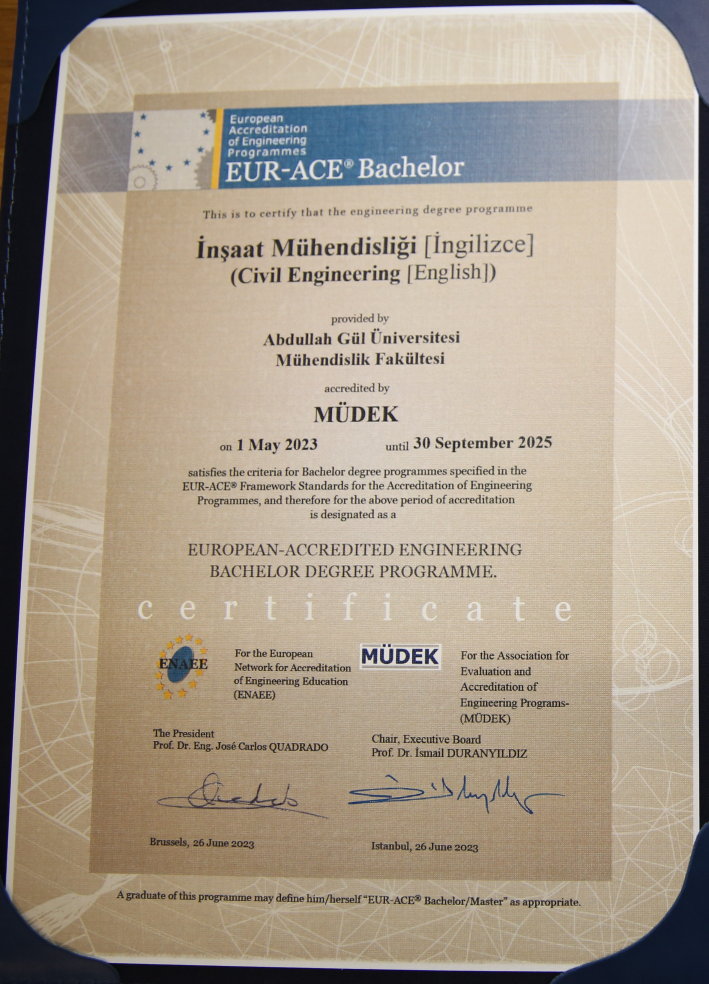 European
Accreditation
of Engineering
Programmes
EUR-ACE® Bachelor
This is to certify that the engineering degree programme
İnşaat Mühendisliği [İngilizce]
(Civil Engineering [English])
provided by
Abdullah Gül Üniversitesi
Mühendislik Fakültesi
accredited by
MÜDEK
on 1 May 2023 until 30 September 2025
satisfies the criteria for Bachelor degree programmes specified in the
EUR-ACE® Framework Standards for the Accreditation of Engineering
Programmes, and therefore for the above period of accreditation
is designated as a
EUROPEAN-ACCREDITED ENGINEERING
BACHELOR DEGREE PROGRAMME.
certificate
ENAEE
For the European
Network for Accreditation
of Engineering Education
(ENAEE)
MÜDEK
For the Association for
Evaluation and
Accreditation of
Engineering Programs-
(MÜDEK)
The President
Prof. Dr. Eng. José Carlos QUADRADO
Chair, Executive Board
Prof. Dr. İsmail DURANYILDIZ
Brussels, 26 June 2023
Istanbul, 26 June 2023
A graduate of this programme may define him/herself “EUR-ACE® Bachelor/Master” as appropriate.